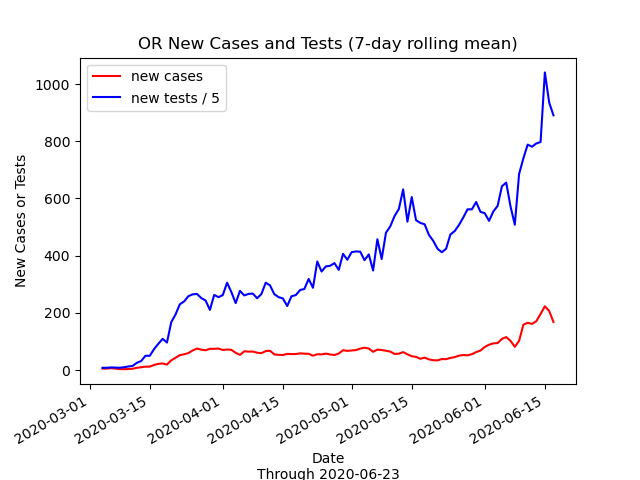 OR New Cases and Tests (7-day rolling mean)
new cases
new tests / 5
New Cases or Tests
1000
800
600
400
200
0
2020-03-01
2020-03-15
2020-04-01
2020-04-15
2020-05-01
2020-05-15
2020-06-01
2020-06-15
Date
Through 2020-06-23